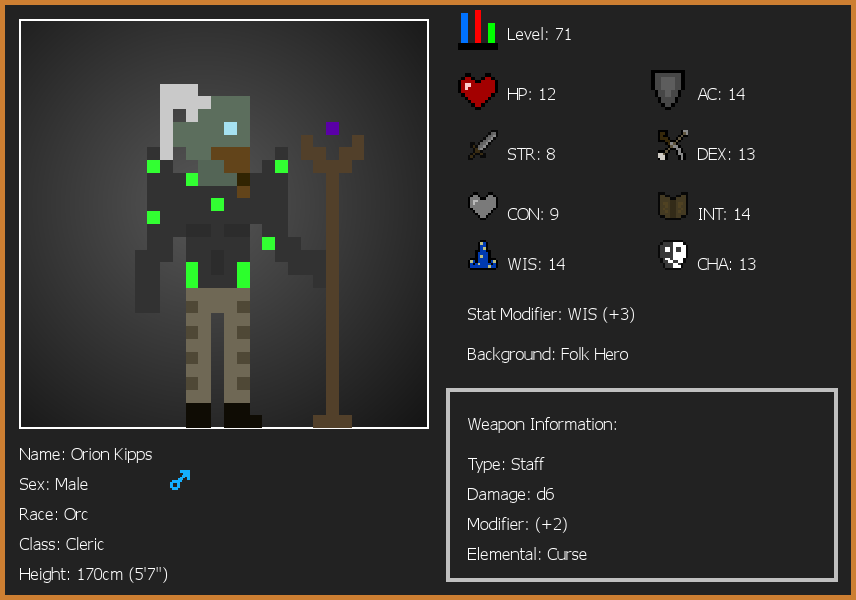 Level: 71
HP: 12
AC: 14
STR: 8
DEX: 13
CON: 9
INT: 14
WIS: 14
CHA: 13
Stat Modifier: WIS (+3)
Background: Folk Hero
Weapon Information:
Type: Staff
Damage: d6
Modifier: (+2)
Elemental: Curse
Name: Orion Kipps
Sex: Male
Race: Orc
Class: Cleric
Height: 170cm (5'7")